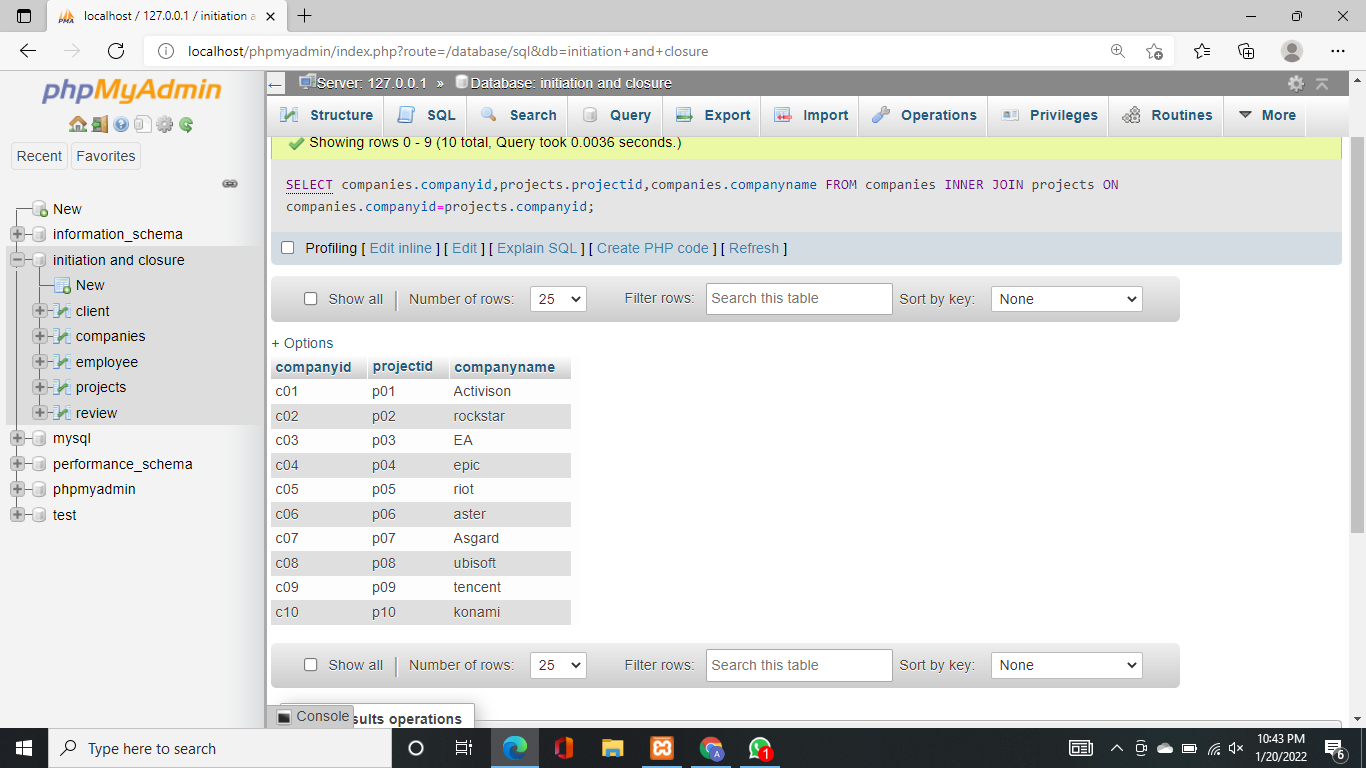 localhost / 127.0.0.1 / initiation a
localhost/phpmyadmin/index.php?route=/database/sql&db=initiation+and+closure
phpMyAdmin
Recent Favorites
New
information_schema
initiation and closure
New
client
companies
employee
projects
review
mysql
performance_schema
phpmyadmin
test
Server: 127.0.0.1 » Database: initiation and closure
Structure SQL Search Query Export Import Operations Privileges Routines More
Showing rows 0 - 9 (10 total, Query took 0.0036 seconds.)
SELECT companies.companyid,projects.projectid,companies.companyname FROM companies INNER JOIN projects ON
companies.companyid=projects.companyid;
Profiling [ Edit inline ] [ Edit ] [ Explain SQL ] [ Create PHP code ] [ Refresh ]
Show all | Number of rows: 25 Filter rows: Search this table Sort by key: None
+ Options
companyid projectid companyname
c01 p01 Activison
c02 p02 rockstar
c03 p03 EA
c04 p04 epic
c05 p05 riot
c06 p06 aster
c07 p07 Asgard
c08 p08 ubisoft
c09 p09 tencent
c10 p10 konami
Show all | Number of rows: 25 Filter rows: Search this table Sort by key: None
Console sults operations
Type here to search
10:43 PM
1/20/2022
1
6